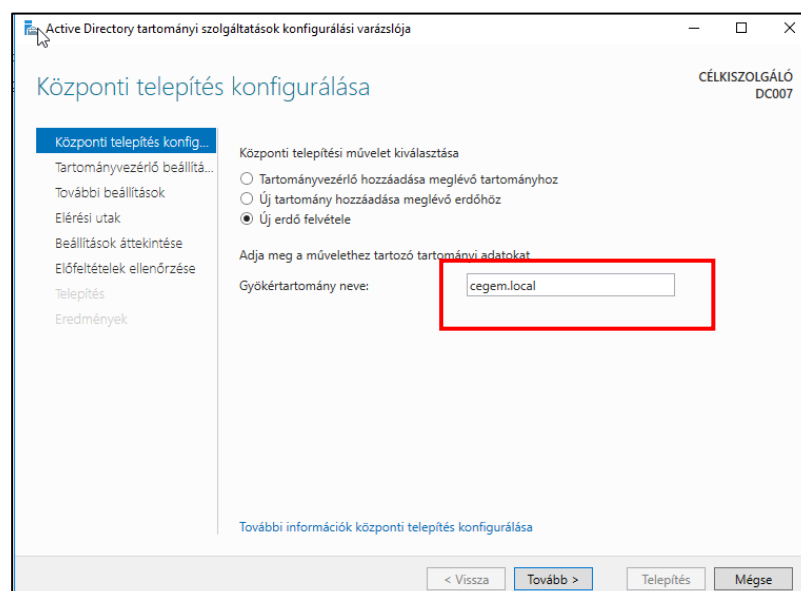 Active Directory tartományi szolgáltatások konfigurálási varázslója
Központi telepítés konfigurálása
CÉLKISZOLGÁLÓ
DC007
Központi telepítés konfig...
Tartományvezérlő beállítá...
További beállítások
Elérési utak
Beállítások áttekintése
Előfeltételek ellenőrzése
Telepítés
Eredmények
Központi telepítési művelet kiválasztása
Tartományvezérlő hozzáadása meglévő tartományhoz
Új tartomány hozzáadása meglévő erdőhöz
Új erdő felvétele
Adja meg a művelethez tartozó tartományi adatokat
Gyökértartomány neve: cegem.local
További információk központi telepítés konfigurálása
< Vissza Tovább > Telepítés Mégse